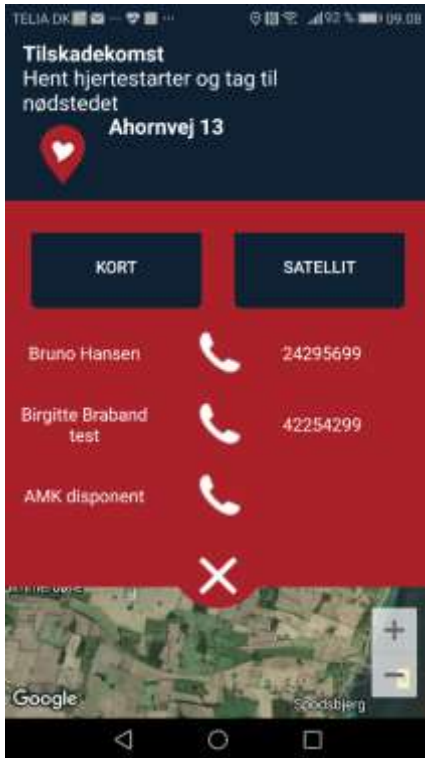 TELIA DK 92 % 09.08
Tilskadekomst
Hent hjertestarter og tag til
nødstedet
Ahornvej 13
KORT SATELLIT
Bruno Hansen 24295699
Birgitte Braband
test 42254299
AMK disponent
Google Spodsbjerg